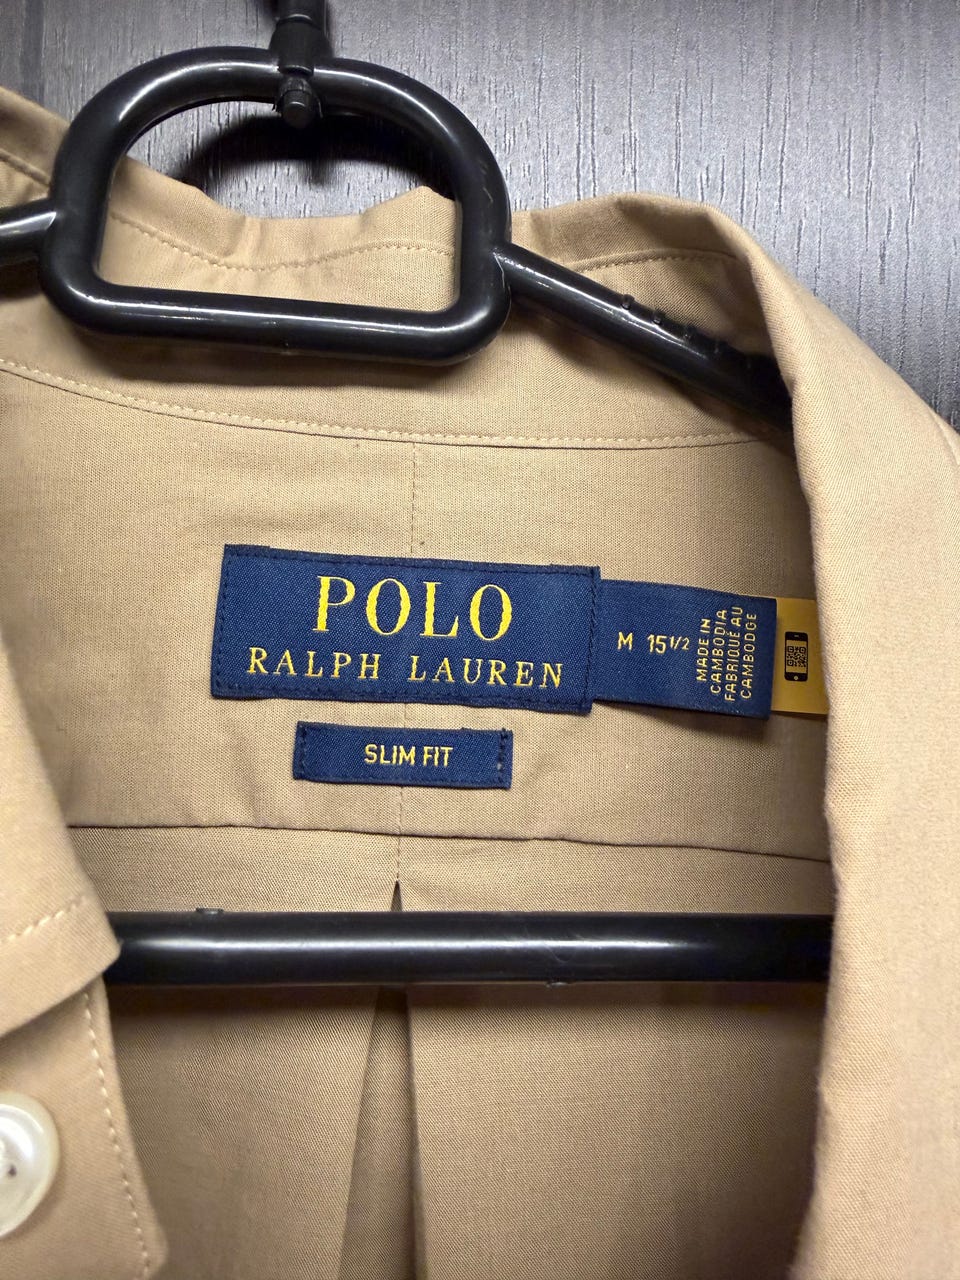 POLO
RALPH LAUREN
M 15 1/2
MADE IN
CAMBODIA
FABRIQUÉ AU
CAMBODGE
SLIM FIT